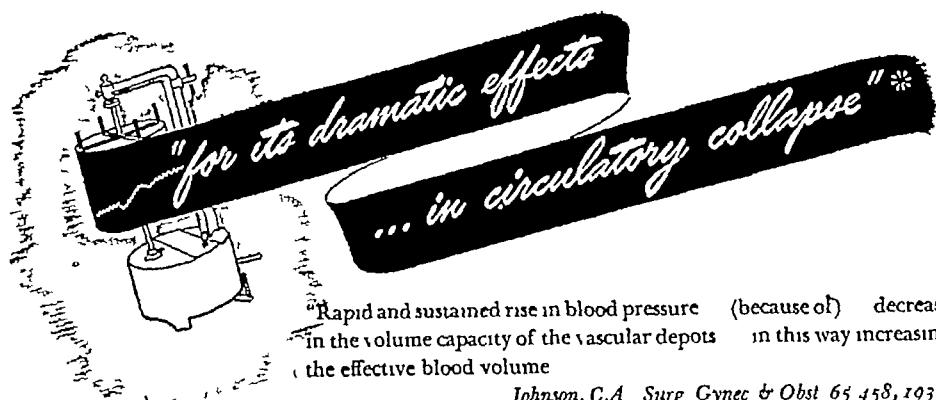 "for its dramatic effects
... in circulatory collapse"*
"Rapid and sustained rise in blood pressure (because of) decreas
in the volume capacity of the vascular depots in this way increasin
the effective blood volume
Johnson, C.A Surg Gynec & Obst 65 458, 193